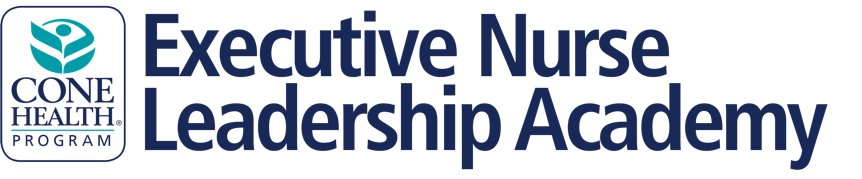 CONE
HEALTH®
PROGRAM
Executive Nurse
Leadership Academy